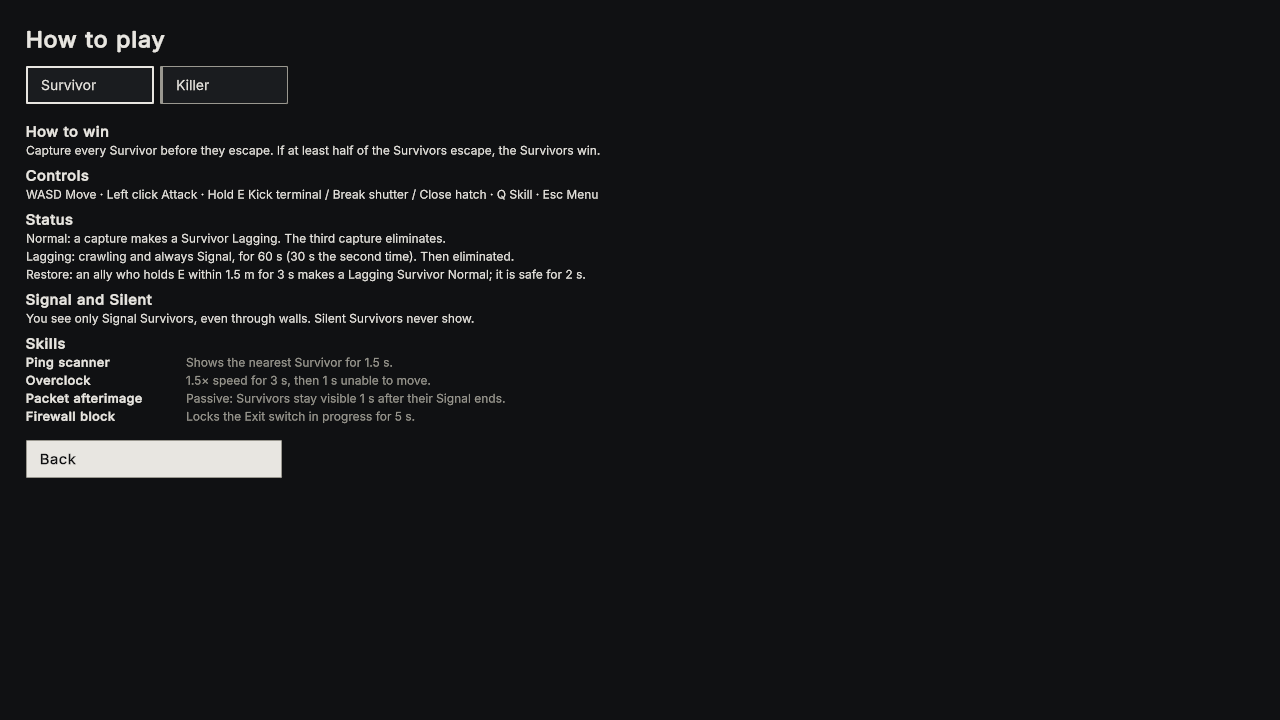 How to play
Survivor
Killer
How to win
Capture every Survivor before they escape. If at least half of the Survivors escape, the Survivors win.
Controls
WASD Move · Left click Attack · Hold E Kick terminal / Break shutter / Close hatch · Q Skill · Esc Menu
Status
Normal: a capture makes a Survivor Lagging. The third capture eliminates.
Lagging: crawling and always Signal, for 60 s (30 s the second time). Then eliminated.
Restore: an ally who holds E within 1.5 m for 3 s makes a Lagging Survivor Normal; it is safe for 2 s.
Signal and Silent
You see only Signal Survivors, even through walls. Silent Survivors never show.
Skills
Ping scanner Shows the nearest Survivor for 1.5 s.
Overclock 1.5× speed for 3 s, then 1 s unable to move.
Packet afterimage Passive: Survivors stay visible 1 s after their Signal ends.
Firewall block Locks the Exit switch in progress for 5 s.
Back